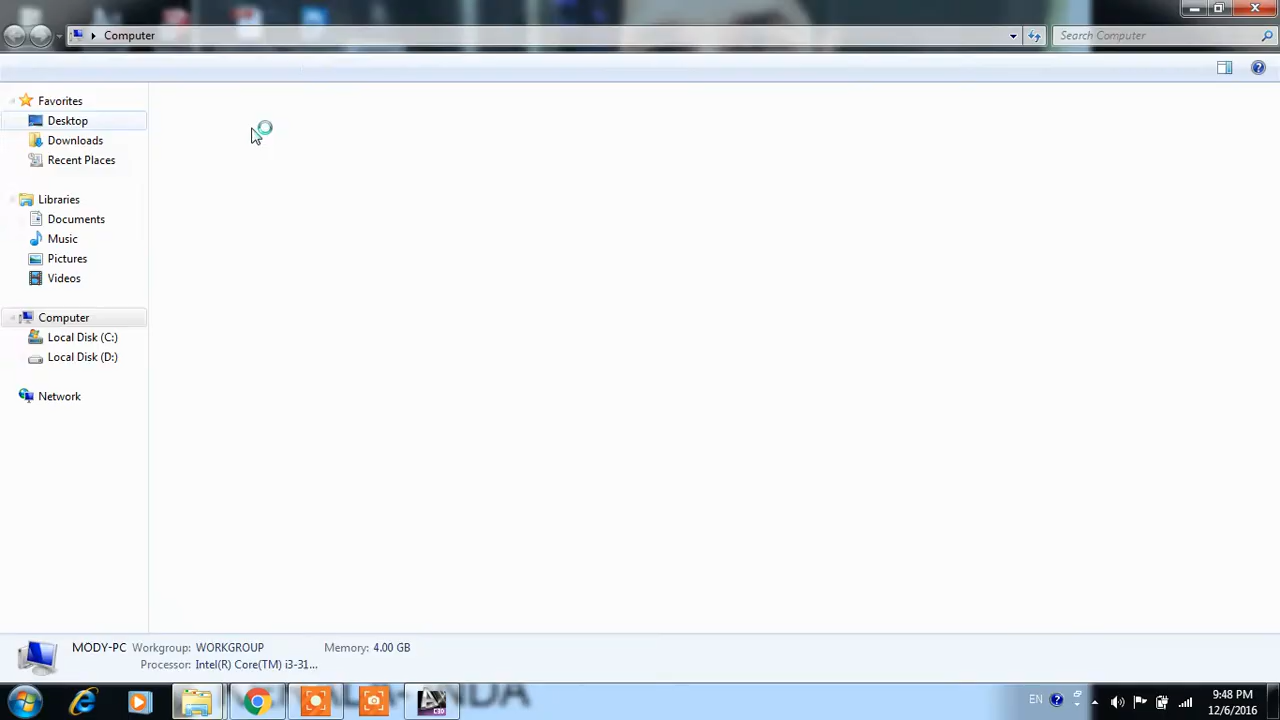 Computer
Search Computer
Favorites
Desktop
Downloads
Recent Places
Libraries
Documents
Music
Pictures
Videos
Computer
Local Disk (C:)
Local Disk (D:)
Network
MODY-PC Workgroup: WORKGROUP Memory: 4.00 GB
Processor: Intel(R) Core(TM) i3-31...
EN
9:48 PM
12/6/2016